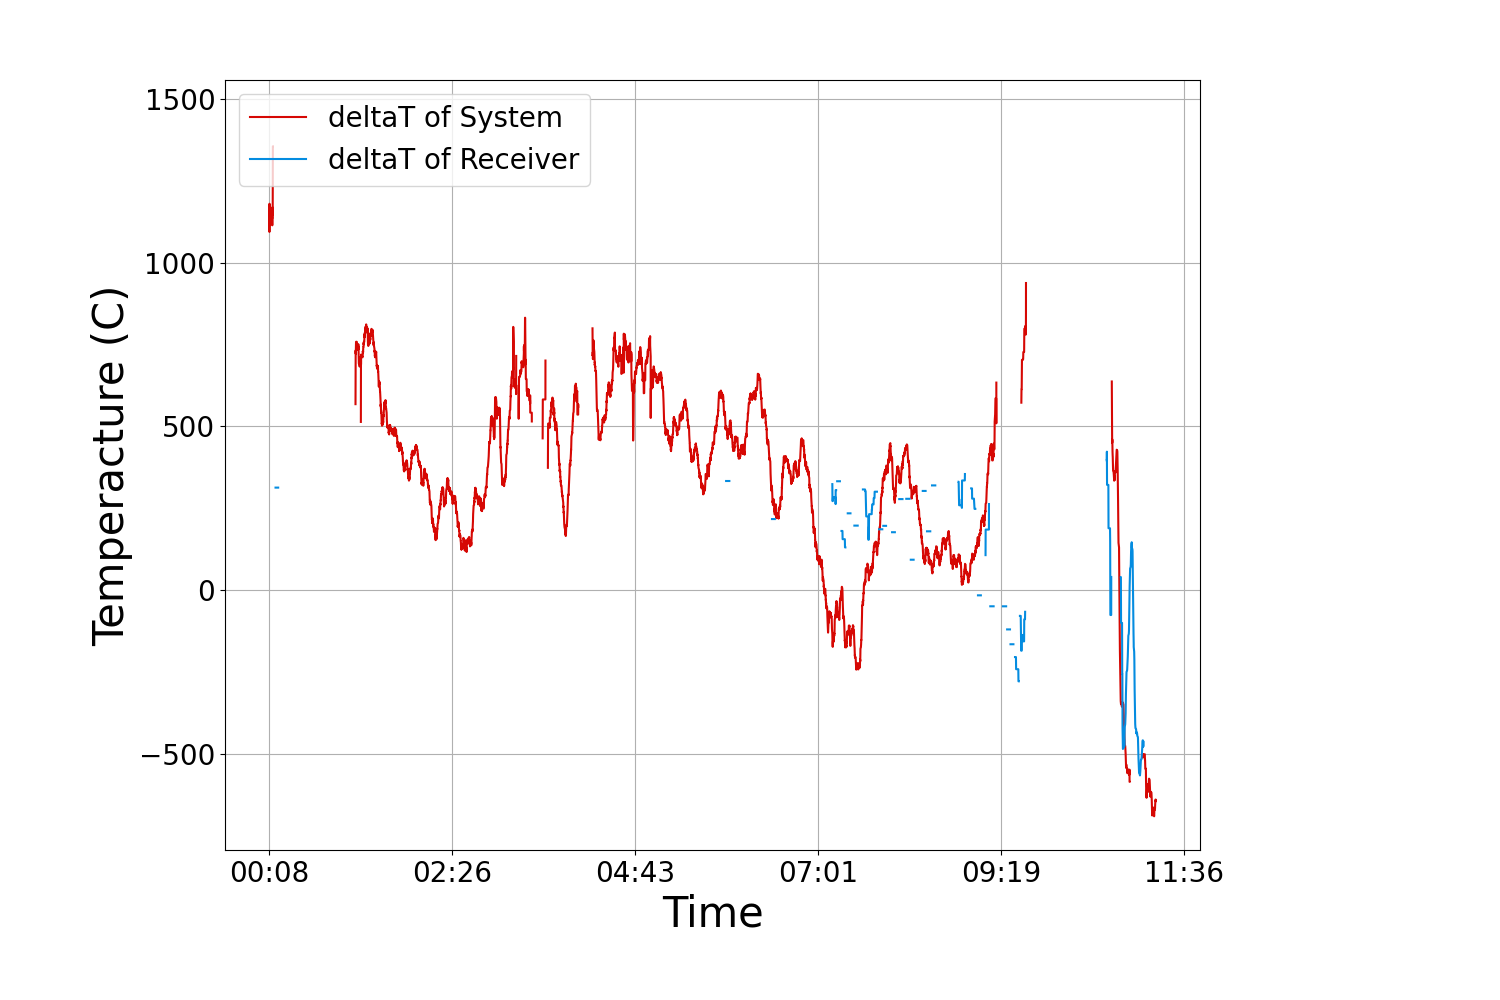 1500
1000
500
0
−500
Temperacture (C)
deltaT of System
deltaT of Receiver
00:08 02:26 04:43 07:01 09:19 11:36
Time